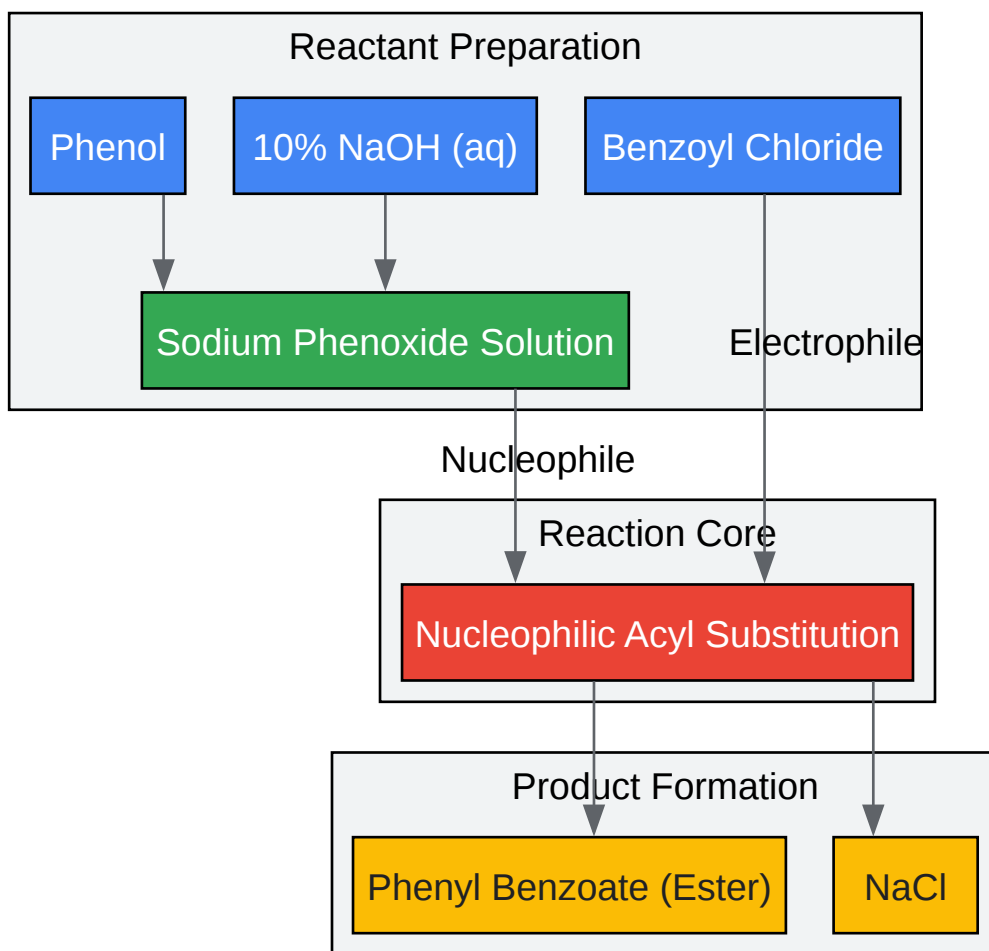 Reactant Preparation
Phenol
10% NaOH (aq)
Benzoyl Chloride
Sodium Phenoxide Solution
Electrophile
Nucleophile
Reaction Core
Nucleophilic Acyl Substitution
Product Formation
Phenyl Benzoate (Ester)
NaCl